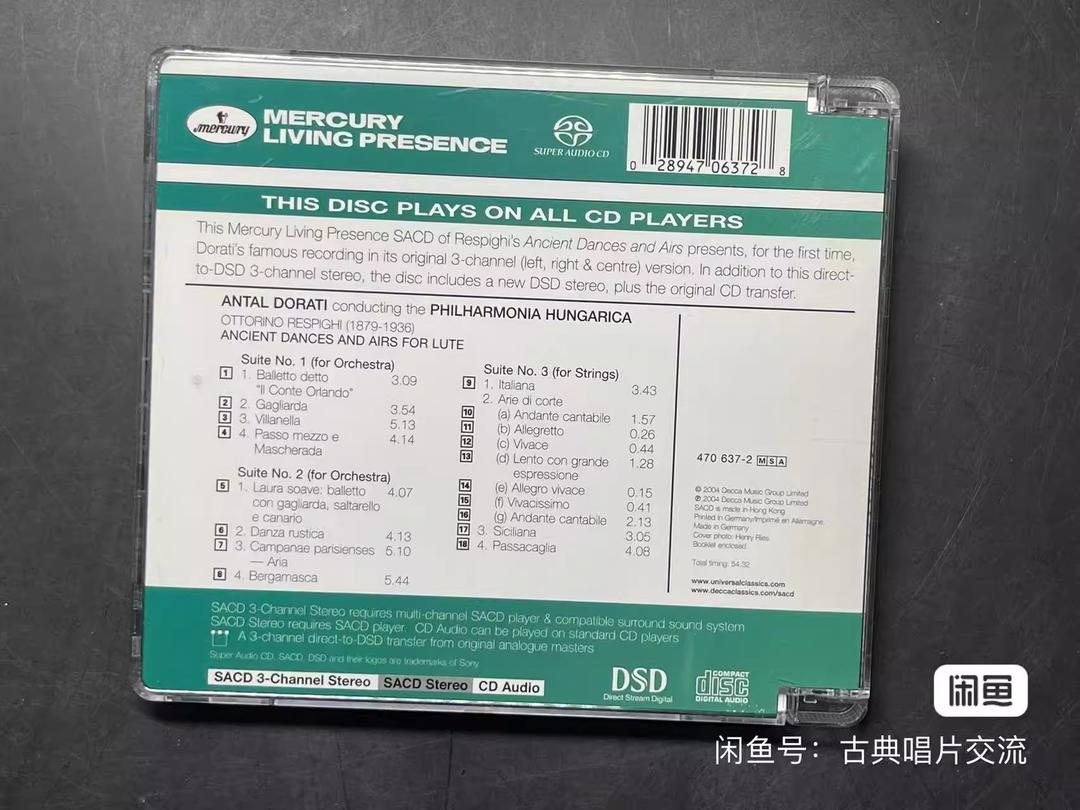 mercury
MERCURY
LIVING PRESENCE
SUPER AUDIO CD
0 28947 06372 8
THIS DISC PLAYS ON ALL CD PLAYERS
This Mercury Living Presence SACD of Respighi's Ancient Dances and Airs presents, for the first time,
Dorati's famous recording in its original 3-channel (left, right & centre) version. In addition to this direct-
to-DSD 3-channel stereo, the disc includes a new DSD stereo, plus the original CD transfer.
ANTAL DORATI conducting the PHILHARMONIA HUNGARICA
OTTORINO RESPIGHI (1879-1936)
ANCIENT DANCES AND AIRS FOR LUTE
Suite No. 1 (for Orchestra)
1 1. Balletto detto 3.09
"Il Conte Orlando"
2 2. Gagliarda 3.54
3 3. Villanella 5.13
4 4. Passo mezzo e 4.14
Mascherada
Suite No. 2 (for Orchestra)
5 1. Laura soave: balletto 4.07
con gagliarda, saltarello
e canario
6 2. Danza rustica 4.13
7 3. Campanae parisienses 5.10
— Aria
8 4. Bergamasca 5.44
Suite No. 3 (for Strings)
9 1. Italiana 3.43
2. Arie di corte
10 (a) Andante cantabile 1.57
11 (b) Allegretto 0.26
12 (c) Vivace 0.44
13 (d) Lento con grande 1.28
espressione
14 (e) Allegro vivace 0.15
15 (f) Vivacissimo 0.41
16 (g) Andante cantabile 2.13
17 3. Siciliana 3.05
18 4. Passacaglia 4.08
470 637-2 MSA
© 2004 Decca Music Group Limited
℗ 2004 Decca Music Group Limited
SACD is made in Hong Kong
Printed in Germany/Imprimé en Allemagne
Made in Germany
Cover photo: Henry Ries
Booklet enclosed
Total timing: 54.32
www.universalclassics.com
www.deccaclassics.com/sacd
SACD 3-Channel Stereo requires multi-channel SACD player & compatible surround sound system
SACD Stereo requires SACD player. CD Audio can be played on standard CD players
A 3-channel direct-to-DSD transfer from original analogue masters
Super Audio CD, SACD, DSD and their logos are trademarks of Sony
SACD 3-Channel Stereo SACD Stereo CD Audio
DSD
Direct Stream Digital
COMPACT
disc
DIGITAL AUDIO
闲鱼
闲鱼号：古典唱片交流